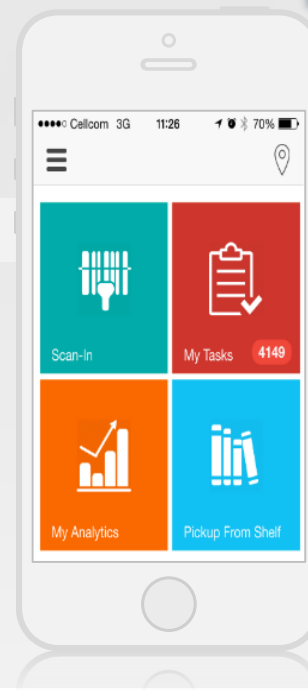 Cellcom 3G 11:26 70%
Scan-In
My Tasks 4149
My Analytics
Pickup From Shelf